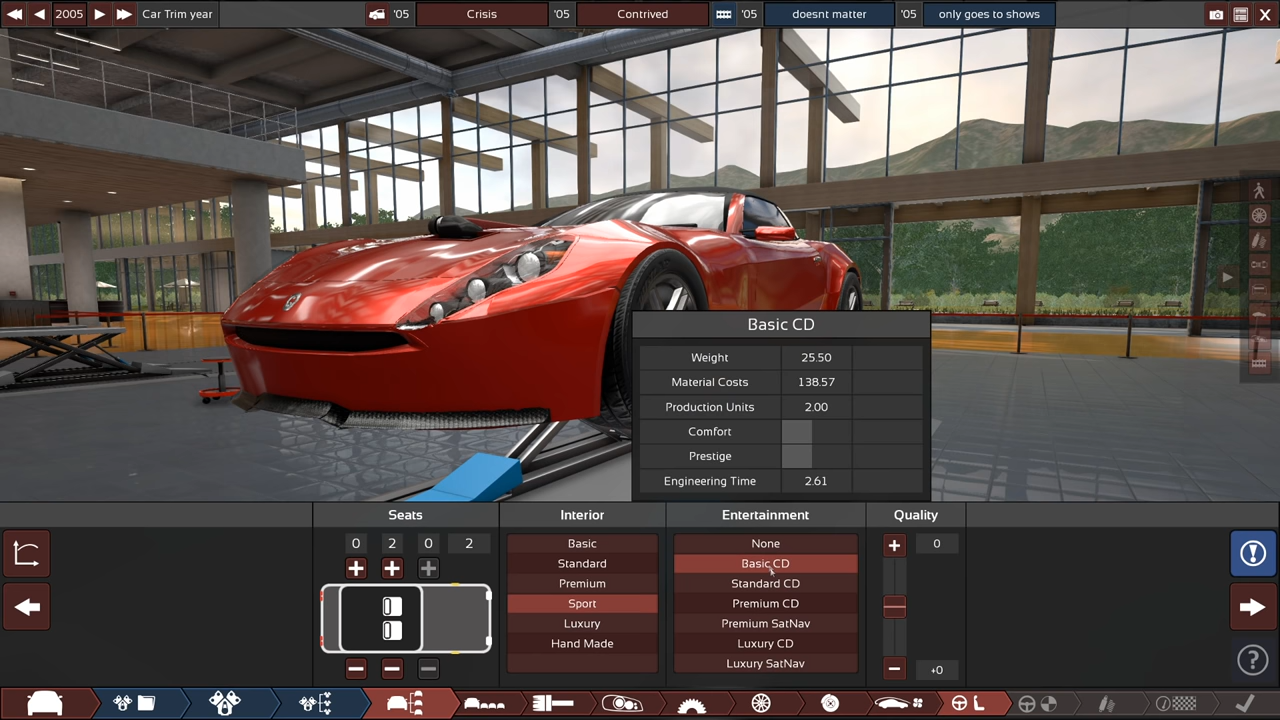 2005 Car Trim year '05 Crisis '05 Contrived '05 doesnt matter '05 only goes to shows
Basic CD
Weight 25.50
Material Costs 138.57
Production Units 2.00
Comfort
Prestige
Engineering Time 2.61
Seats Interior Entertainment Quality
0 2 0 2 Basic None 0
Standard Basic CD
Premium Standard CD
Sport Premium CD
Luxury Premium SatNav
Hand Made Luxury CD
Luxury SatNav +0